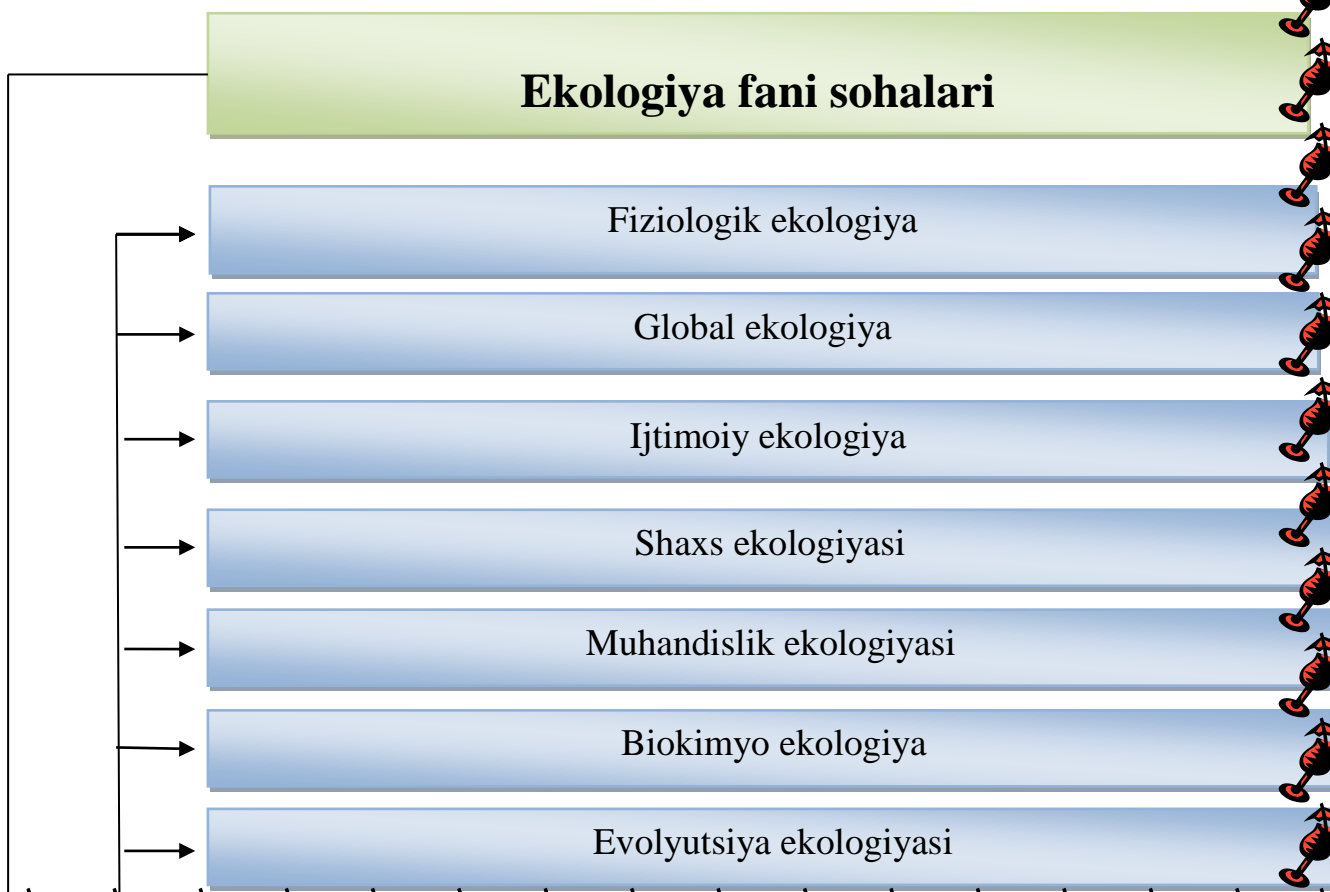 Ekologiya fani sohalari
Fiziologik ekologiya
Global ekologiya
Ijtimoiy ekologiya
Shaxs ekologiyasi
Muhandislik ekologiyasi
Biokimyo ekologiya
Evolyutsiya ekologiyasi